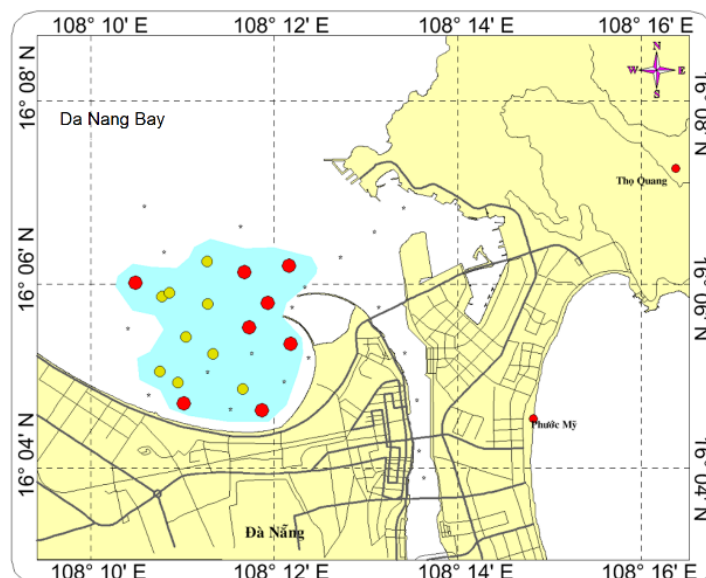 108 10' E 108 12' E 108 14' E 108 16' E
16 08' N
16 08' N
N
W E
S
Da Nang Bay
Thọ Quang
16 06' N
16 06' N
Phước Mỹ
16 04' N
16 04' N
Đà Nẵng
108 10' E 108 12' E 108 14' E 108 16' E